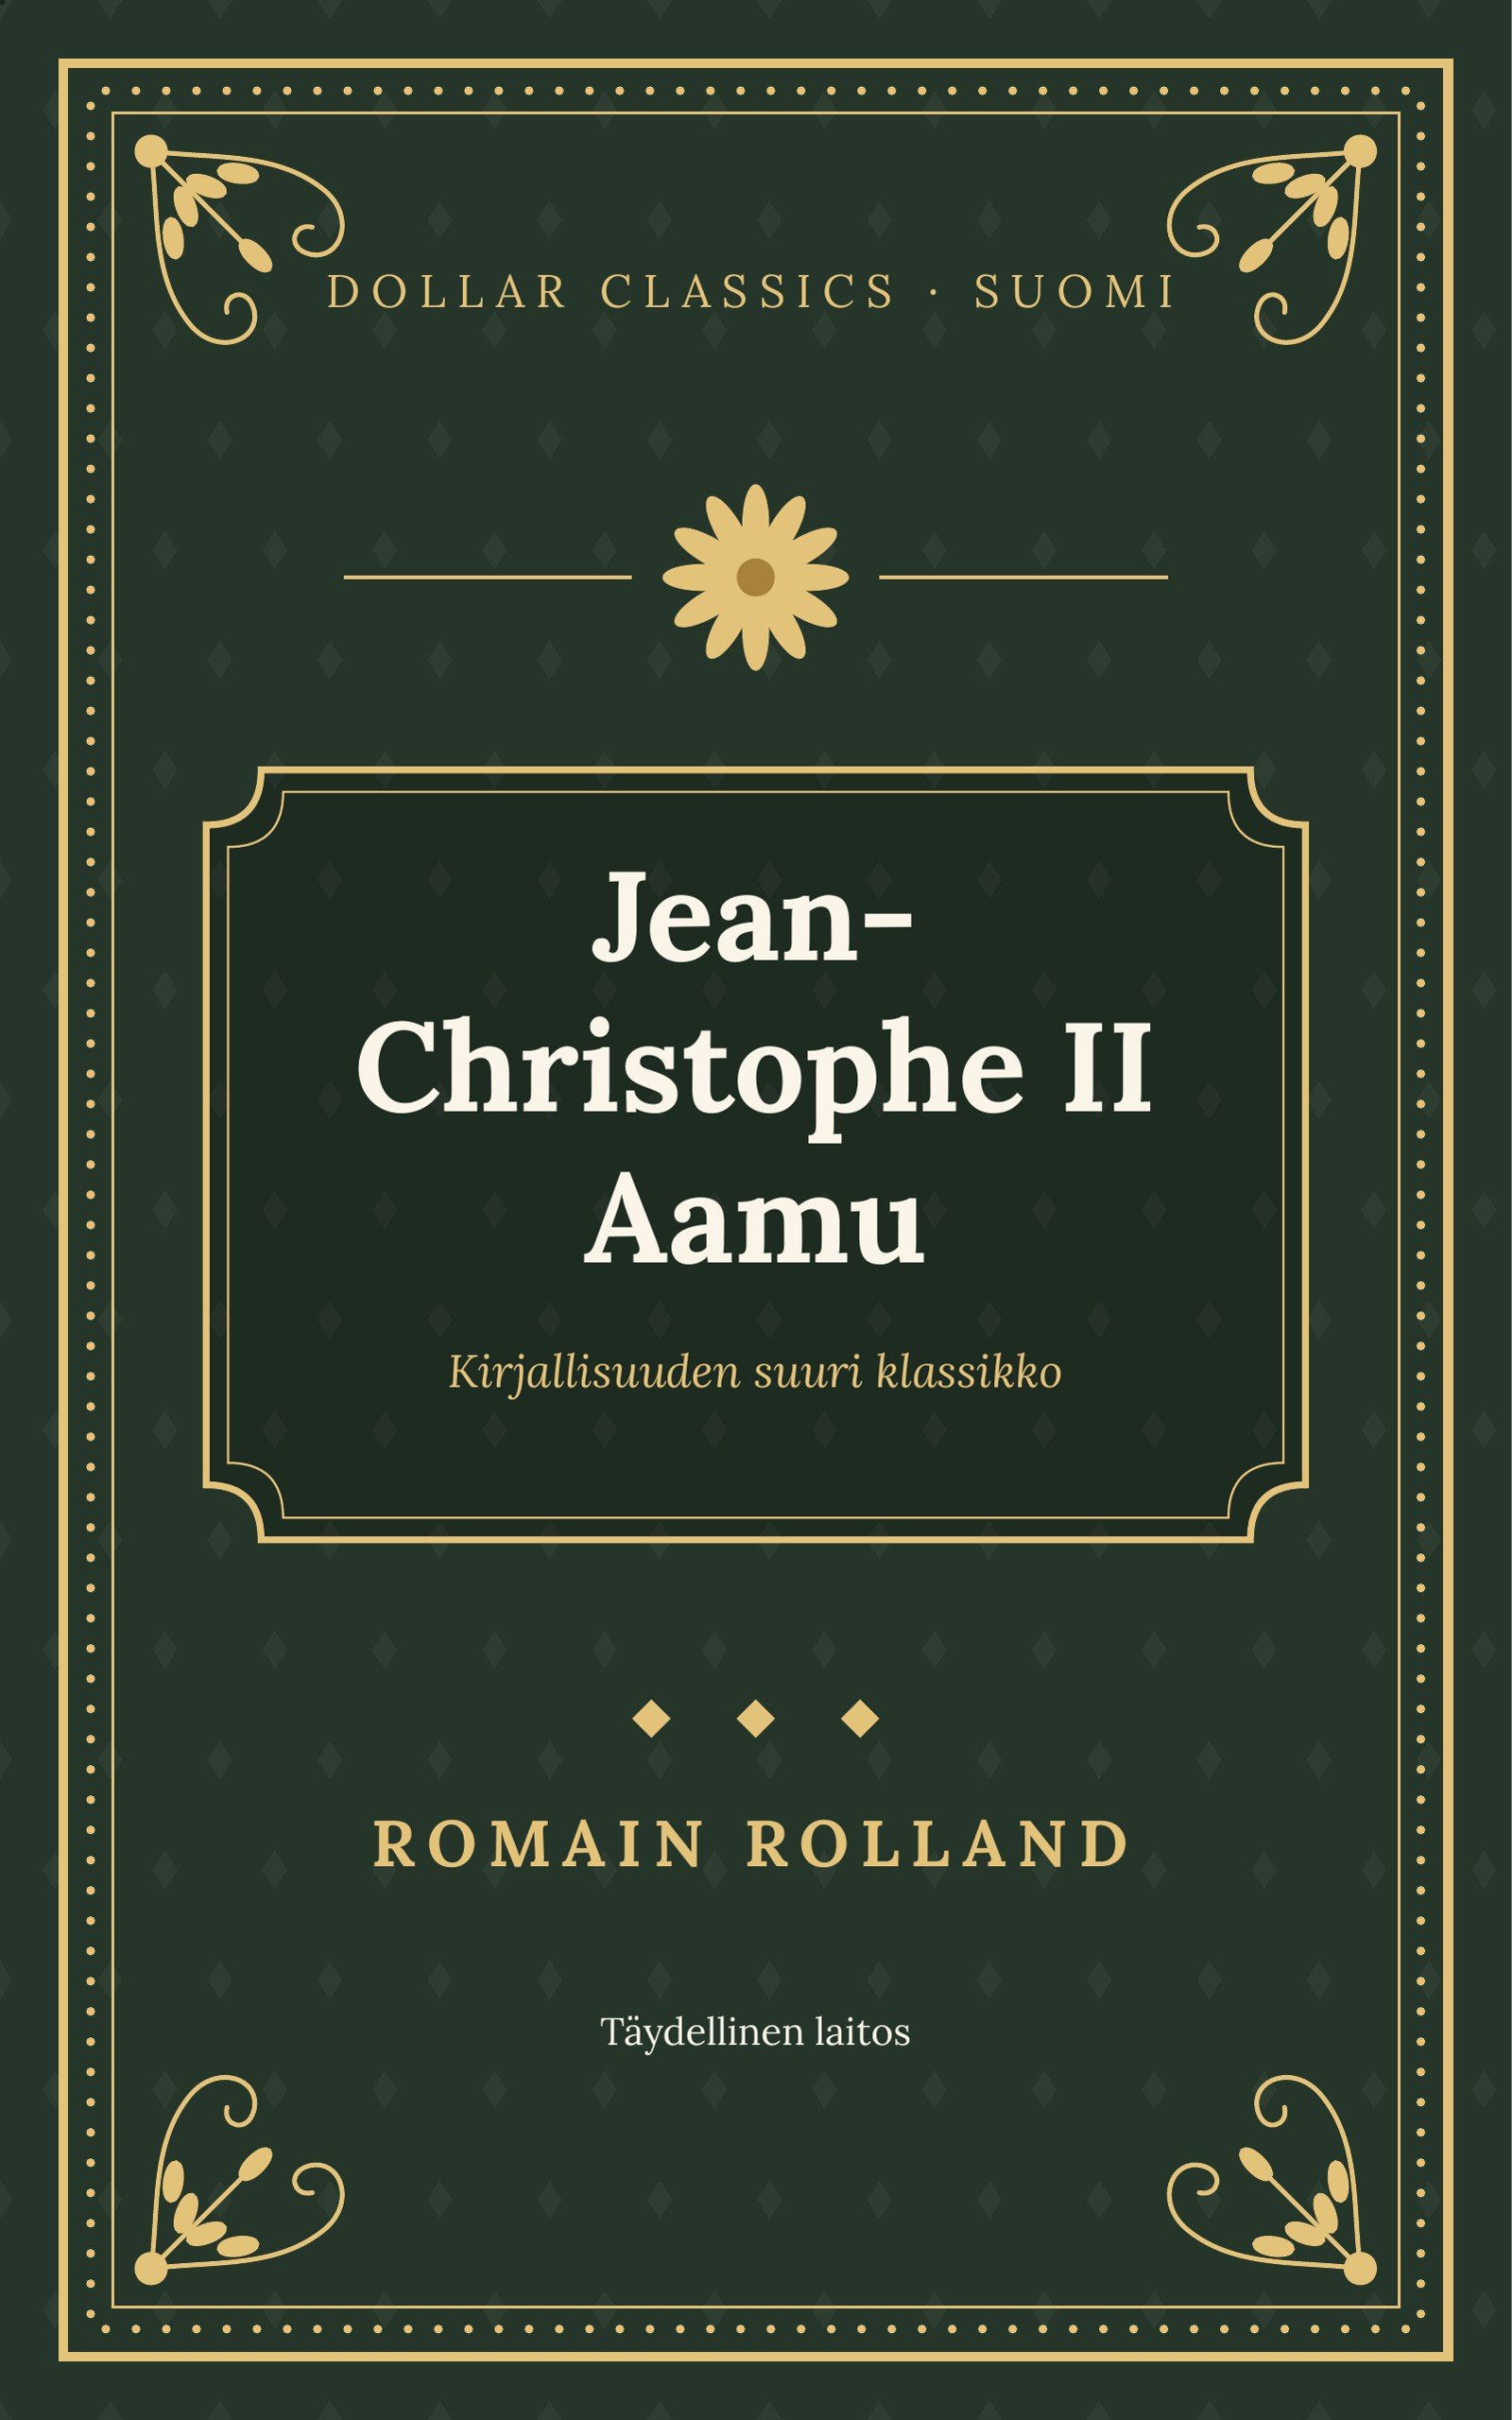 DOLLAR CLASSICS · SUOMI
Jean-
Christophe II
Aamu
Kirjallisuuden suuri klassikko
ROMAIN ROLLAND
Täydellinen laitos